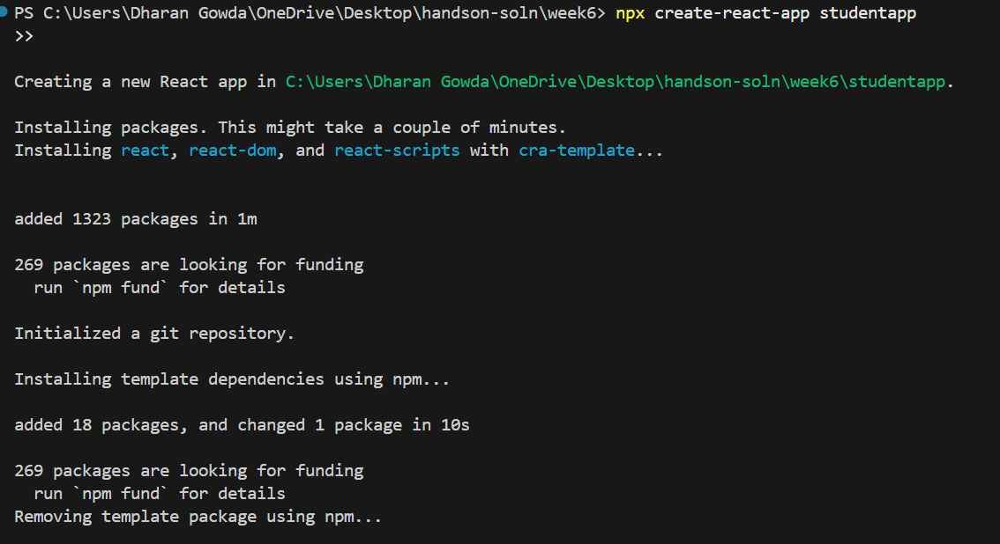 PS C:\Users\Dharan Gowda\OneDrive\Desktop\handson-soln\week6> npx create-react-app studentapp
>>
Creating a new React app in C:\Users\Dharan Gowda\OneDrive\Desktop\handson-soln\week6\studentapp.
Installing packages. This might take a couple of minutes.
Installing react, react-dom, and react-scripts with cra-template...
added 1323 packages in 1m
269 packages are looking for funding
  run `npm fund` for details
Initialized a git repository.
Installing template dependencies using npm...
added 18 packages, and changed 1 package in 10s
269 packages are looking for funding
  run `npm fund` for details
Removing template package using npm...